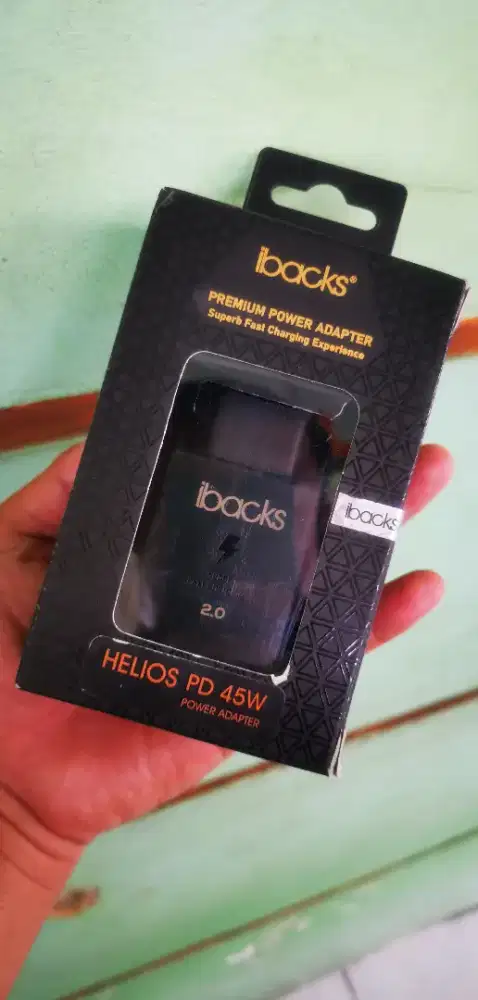 ibacks®
PREMIUM POWER ADAPTER
Superb Fast Charging Experience
ibacks
ibacks
2.0
HELIOS PD 45W
POWER ADAPTER